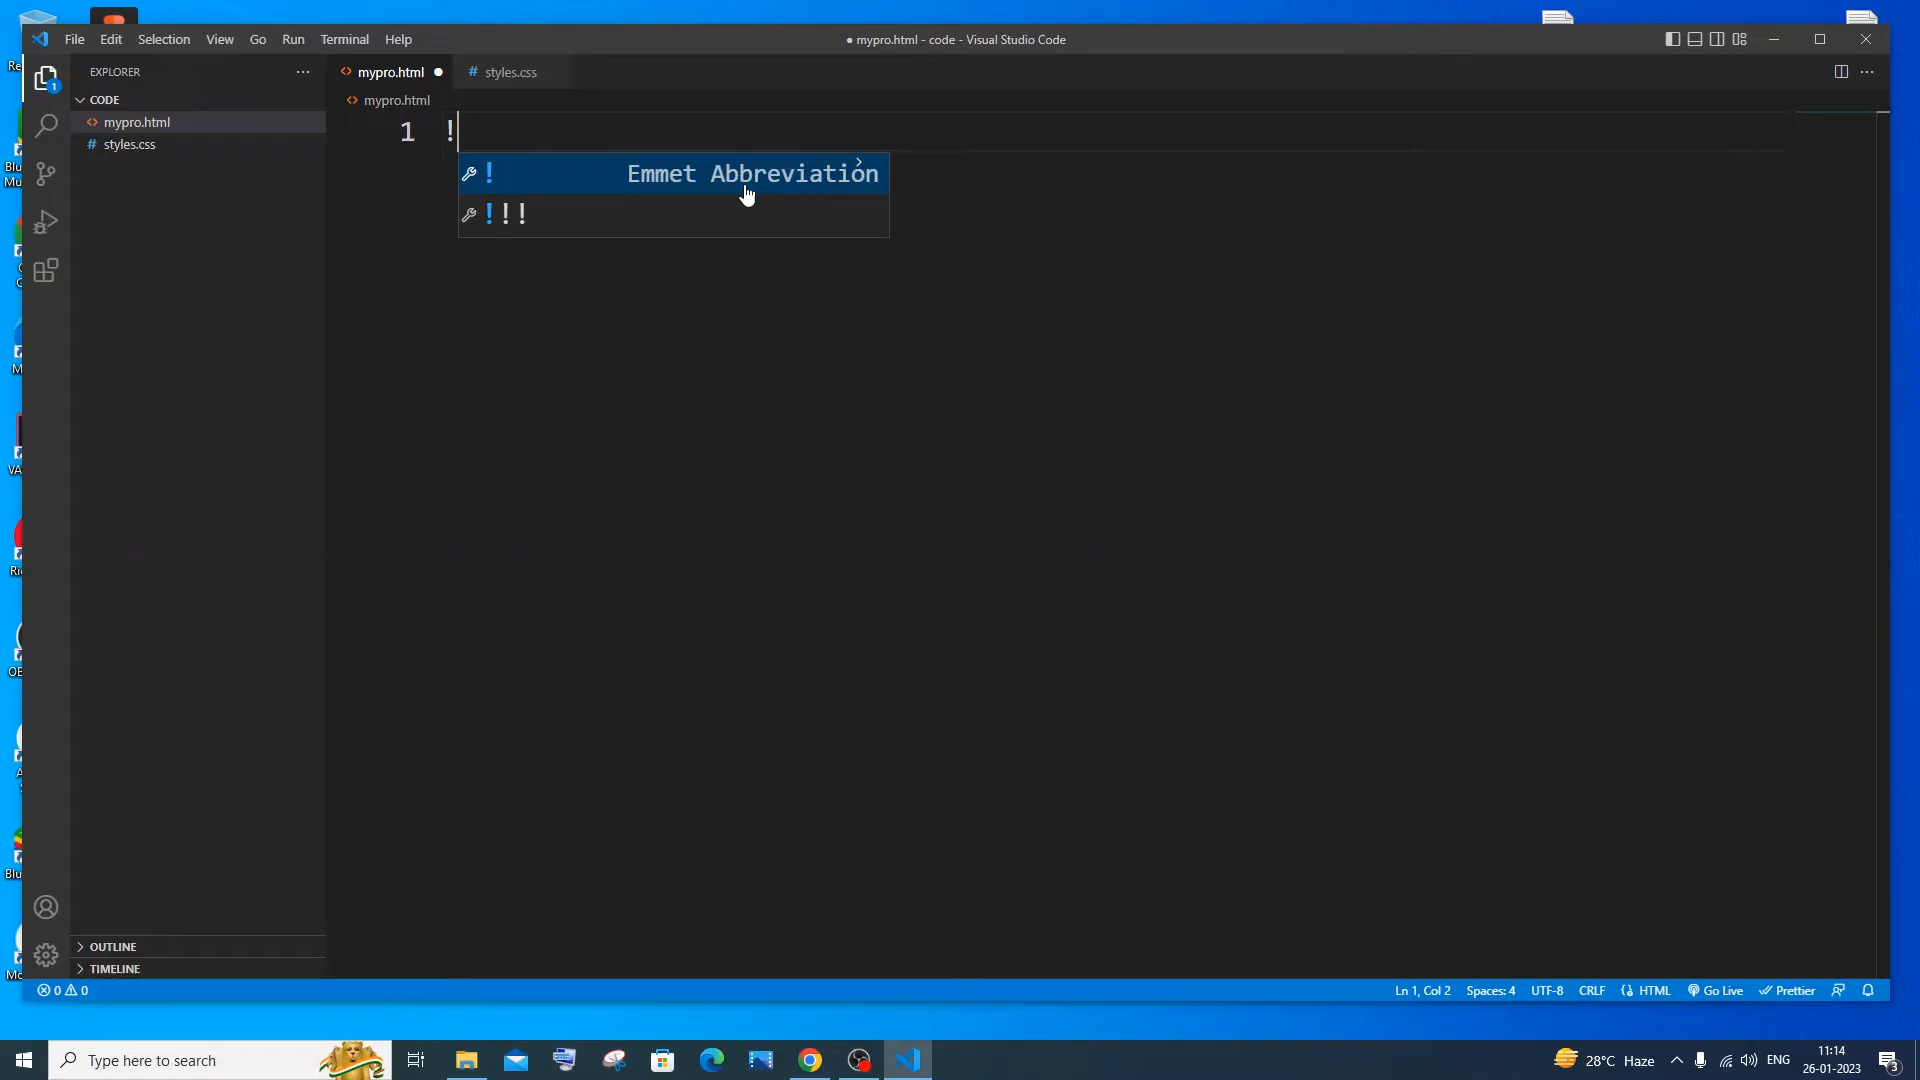 File Edit Selection View Go Run Terminal Help
● mypro.html - code - Visual Studio Code
EXPLORER
mypro.html
styles.css
CODE
mypro.html
mypro.html
styles.css
1 !
! Emmet Abbreviation
!!!
OUTLINE
TIMELINE
0 0
Ln 1, Col 2 Spaces: 4 UTF-8 CRLF HTML Go Live Prettier
Type here to search
28°C Haze ENG
11:14
26-01-2023
3
1